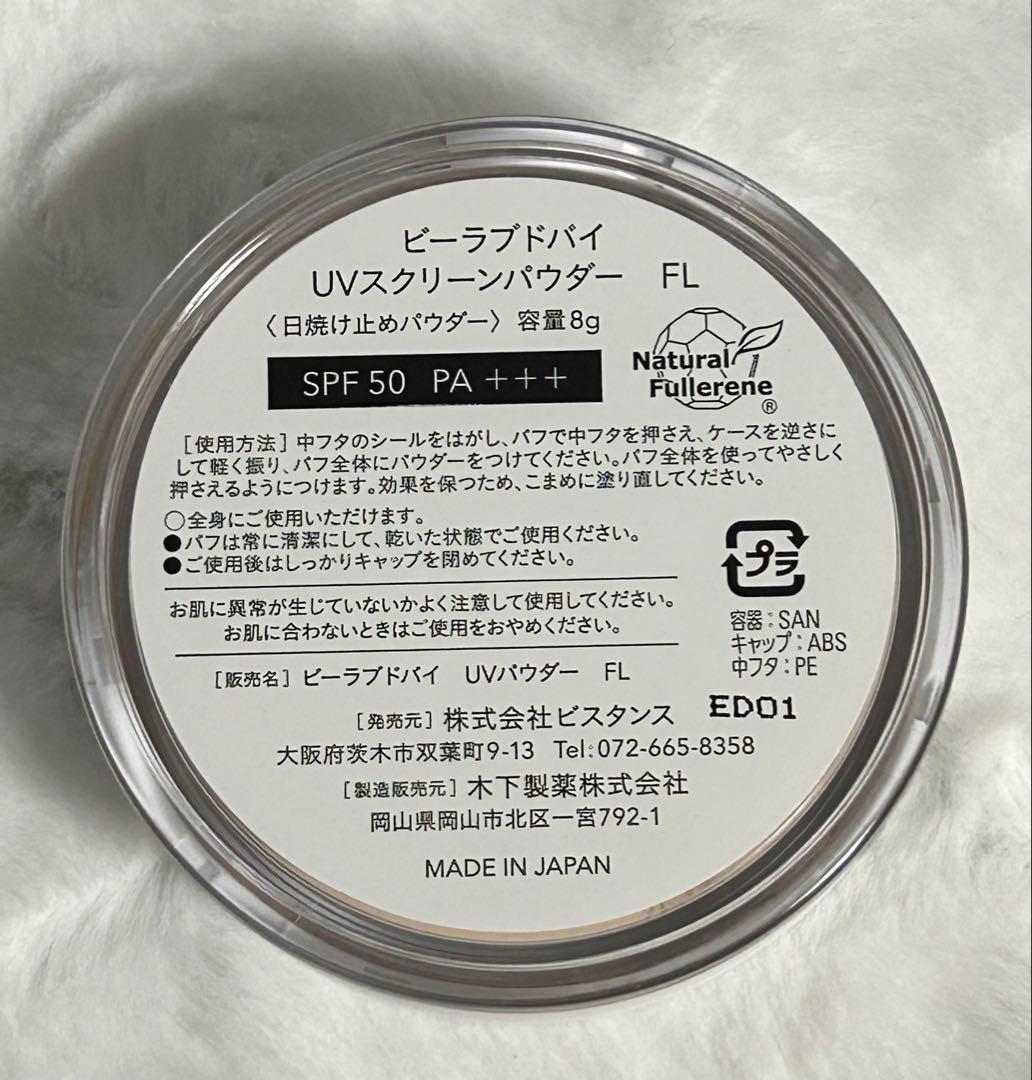 ビーラブドバイ
UVスクリーンパウダー FL
〈日焼け止めパウダー〉容量8g
Natural
Fullerene
®
SPF 50 PA +++
[使用方法]中フタのシールをはがし、パフで中フタを押さえ、ケースを逆さに
して軽く振り、パフ全体にパウダーをつけてください。パフ全体を使ってやさしく
押さえるようにつけます。効果を保つため、こまめに塗り直してください。
○全身にご使用いただけます。
●パフは常に清潔にして、乾いた状態でご使用ください。
●ご使用後はしっかりキャップを閉めてください。
プラ
容器:SAN
キャップ:ABS
中フタ:PE
お肌に異常が生じていないかよく注意して使用してください。
お肌に合わないときはご使用をおやめください。
[販売名]ビーラブドバイ UVパウダー FL
ED01
[発売元]株式会社ビスタンス
大阪府茨木市双葉町9-13 Tel:072-665-8358
[製造販売元]木下製薬株式会社
岡山県岡山市北区一宮792-1
MADE IN JAPAN